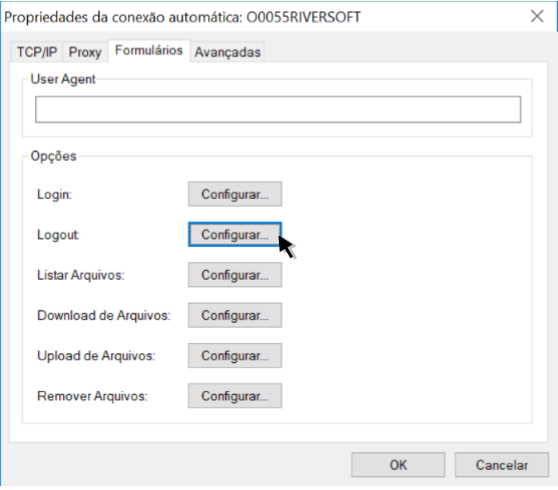 Propriedades da conexão automática: O0055RIVERSOFT
TCP/IP Proxy Formulários Avançadas
User Agent
Opções
Login: Configurar...
Logout Configurar...
Listar Arquivos: Configurar...
Download de Arquivos: Configurar...
Upload de Arquivos: Configurar...
Remover Arquivos: Configurar...
OK Cancelar